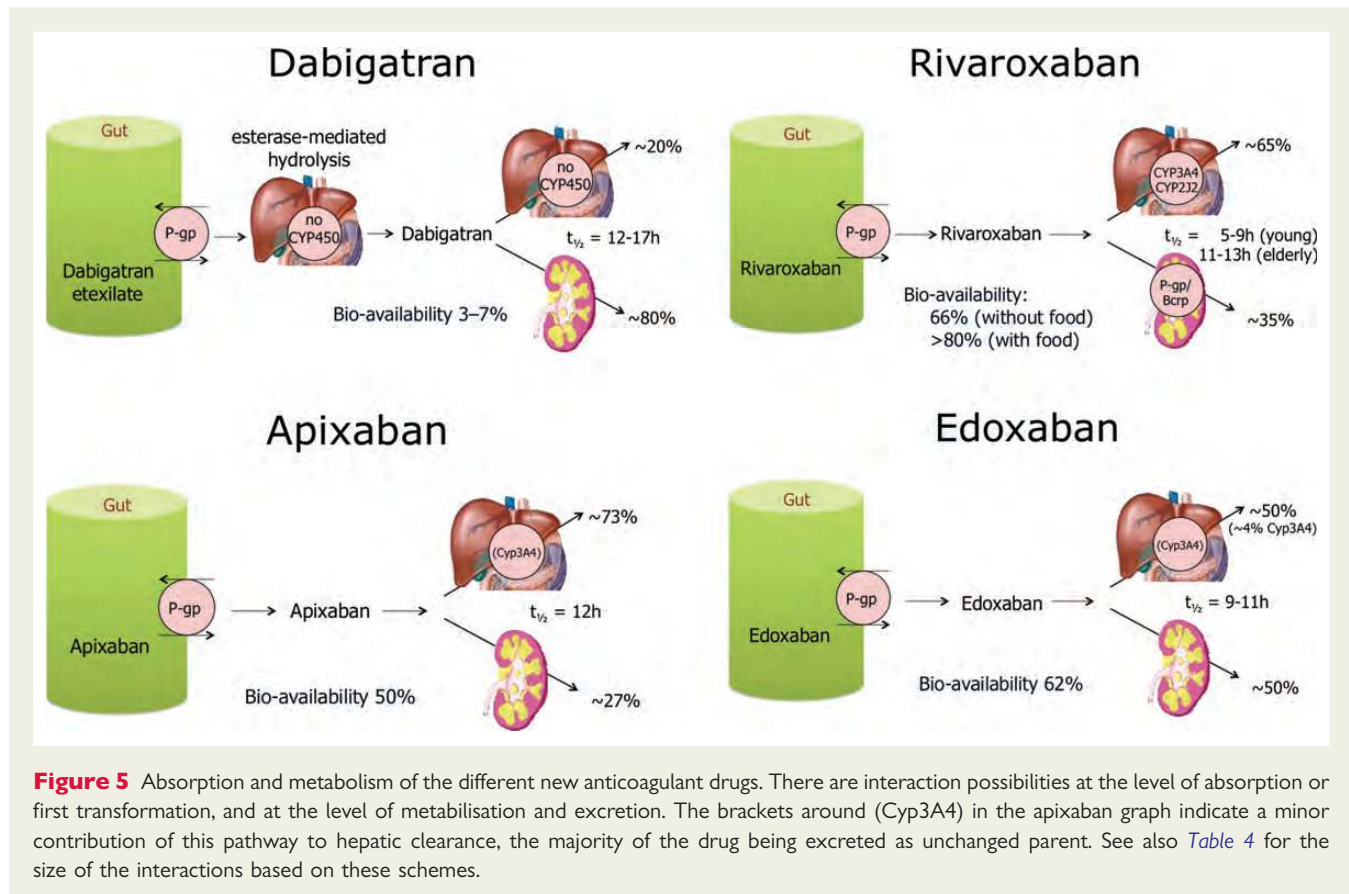 Dabigatran
Gut
esterase-mediated
hydrolysis
P-gp
no
CYP450
Dabigatran
no
CYP450
~20%
t½ = 12-17h
Dabigatran
etexilate
Bio-availability 3–7%
~80%
Rivaroxaban
Gut
P-gp
Rivaroxaban
CYP3A4
CYP2J2
~65%
t½ = 5-9h (young)
11-13h (elderly)
Rivaroxaban
Bio-availability:
66% (without food)
>80% (with food)
P-gp/
Bcrp
~35%
Apixaban
Gut
P-gp
Apixaban
(Cyp3A4)
~73%
t½ = 12h
Apixaban
Bio-availability 50%
~27%
Edoxaban
Gut
P-gp
Edoxaban
(Cyp3A4)
~50%
(~4% Cyp3A4)
t½ = 9-11h
Edoxaban
Bio-availability 62%
~50%
Figure 5 Absorption and metabolism of the different new anticoagulant drugs. There are interaction possibilities at the level of absorption or
first transformation, and at the level of metabilisation and excretion. The brackets around (Cyp3A4) in the apixaban graph indicate a minor
contribution of this pathway to hepatic clearance, the majority of the drug being excreted as unchanged parent. See also Table 4 for the
size of the interactions based on these schemes.